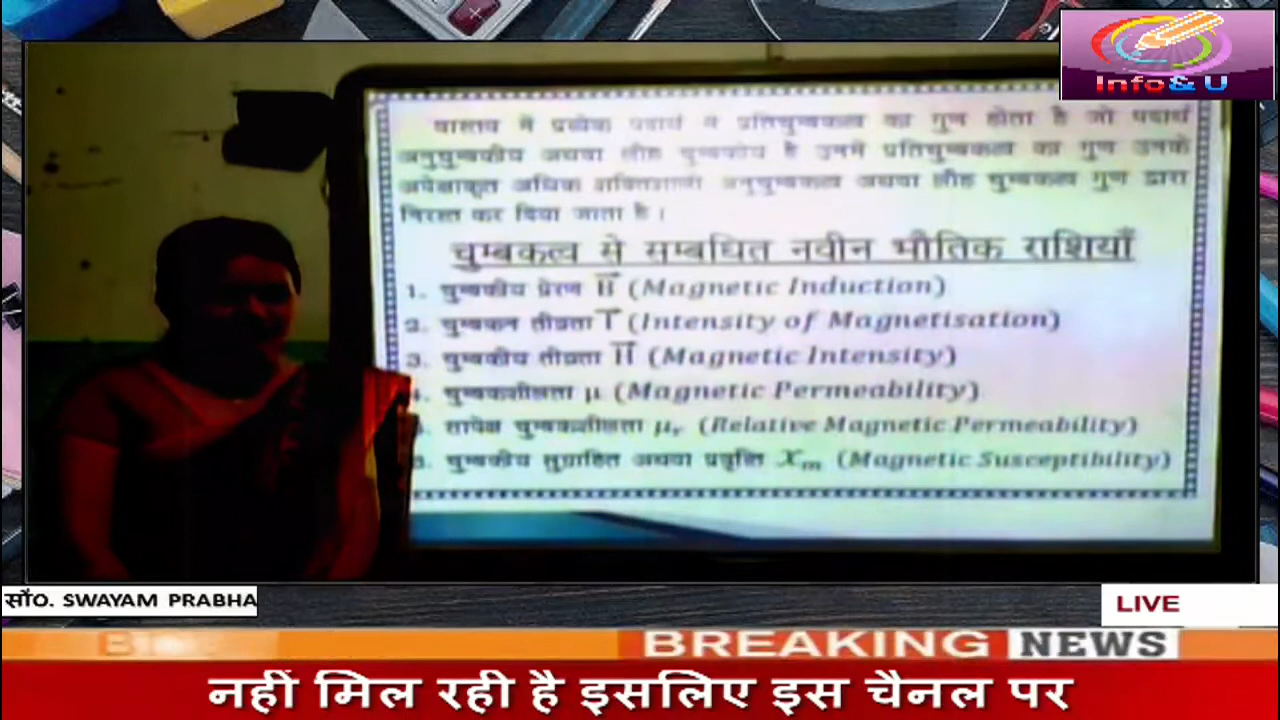 Info & U
वास्तव में प्रत्येक पदार्थ में प्रतिचुम्बकत्व का गुण होता है जो पदार्थ
अनुचुम्बकीय अथवा लौह चुम्बकीय है उनमें प्रतिचुम्बकत्व का गुण उनके
अपेक्षाकृत अधिक शक्तिशाली अनुचुम्बकत्व अथवा लौह चुम्बकत्व गुण द्वारा
निरस्त कर दिया जाता है।
चुम्बकत्व से सम्बधित नवीन भौतिक राशियाँ
1. चुम्बकीय प्रेरण B⃗ (Magnetic Induction)
2. चुम्बकन तीव्रता I⃗ (Intensity of Magnetisation)
3. चुम्बकीय तीव्रता H⃗ (Magnetic Intensity)
4. चुम्बकशीलता μ (Magnetic Permeability)
सापेक्ष चुम्बकशीलता μᵣ (Relative Magnetic Permeability)
चुम्बकीय सुग्राहिता अथवा प्रवृत्ति Xₘ (Magnetic Susceptibility)
सौं0. SWAYAM PRABHA
LIVE
BREAKING NEWS
नहीं मिल रही है इसलिए इस चैनल पर